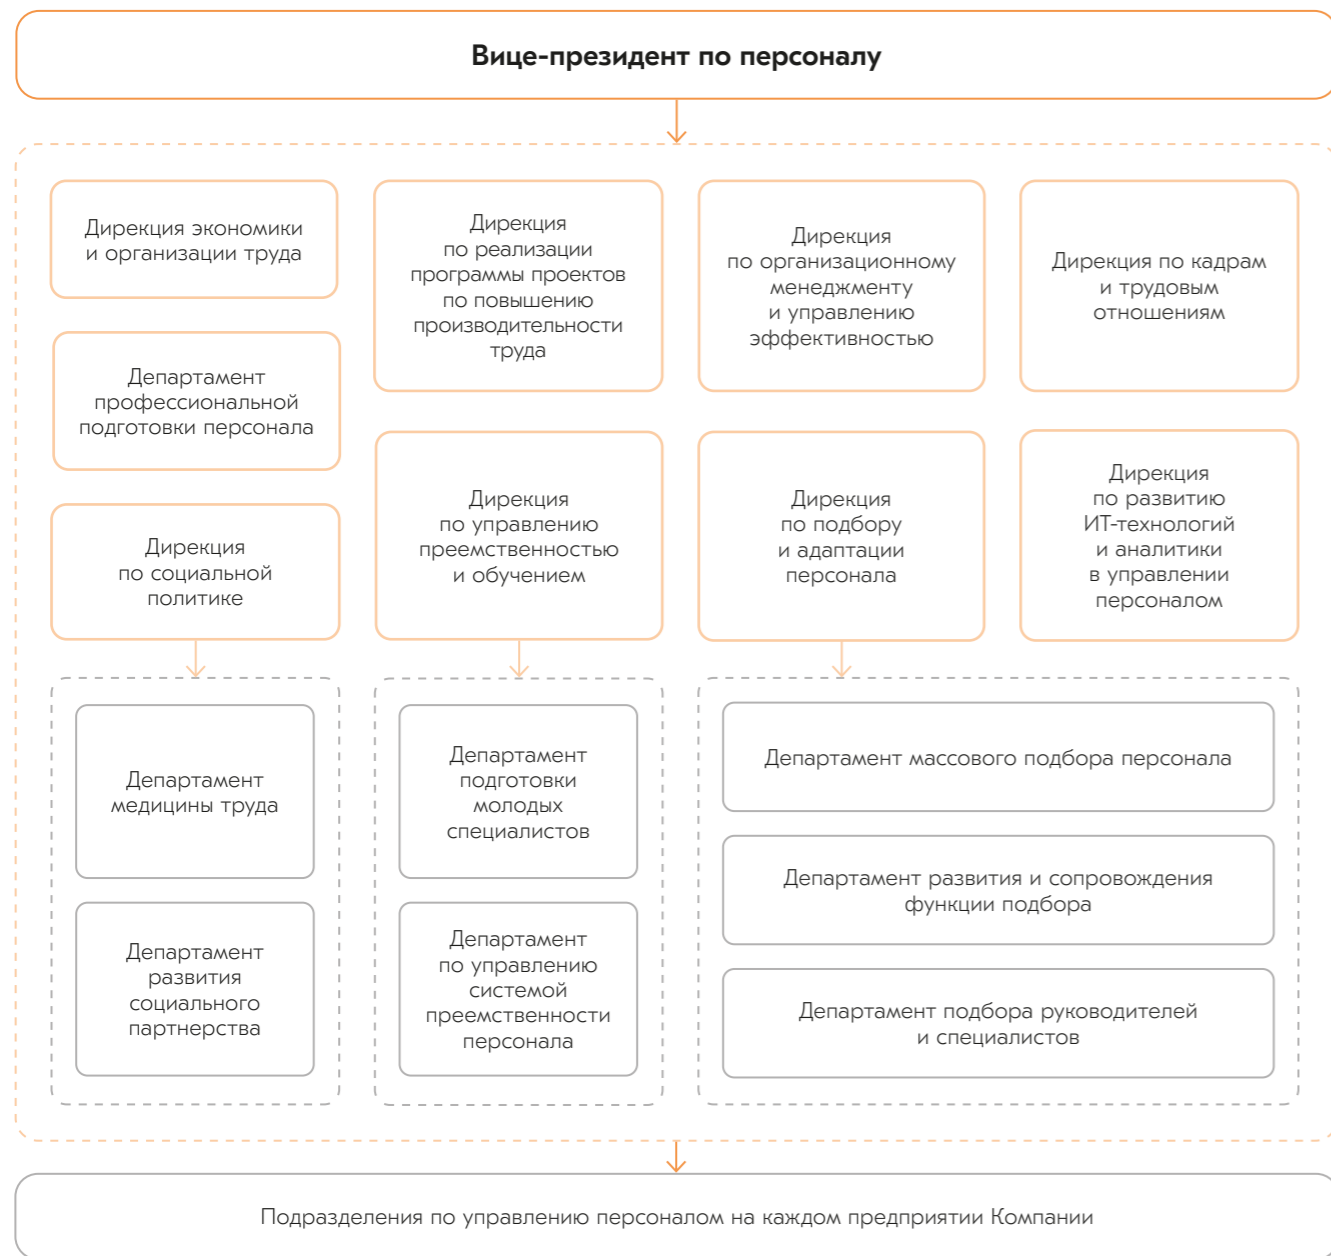 Вице-президент по персоналу
Дирекция экономики
и организации труда
Дирекция
по реализации
программы проектов
по повышению
производительности
труда
Дирекция
по организационному
менеджменту
и управлению
эффективностью
Дирекция по кадрам
и трудовым
отношениям
Департамент
профессиональной
подготовки персонала
Дирекция
по социальной
политике
Дирекция
по управлению
преемственностью
и обучением
Дирекция
по подбору
и адаптации
персонала
Дирекция
по развитию
ИТ-технологий
и аналитики
в управлении
персоналом
Департамент
медицины труда
Департамент
развития
социального
партнерства
Департамент
подготовки
молодых
специалистов
Департамент
по управлению
системой
преемственности
персонала
Департамент массового подбора персонала
Департамент развития и сопровождения
функции подбора
Департамент подбора руководителей
и специалистов
Подразделения по управлению персоналом на каждом предприятии Компании